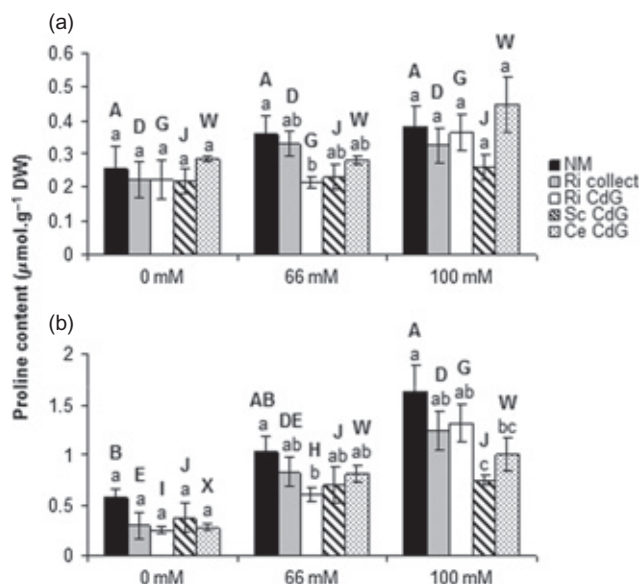 (a)
0.6
0.5
0.4
0.3
0.2
0.1
0
A D G J W
a a a a a
A D G J W
a ab b ab ab
A D G J W
a a a a a
0 mM 66 mM 100 mM
NM
Ri collect
Ri CdG
Sc CdG
Ce CdG
Proline content (μmol.g⁻¹ DW)
(b)
2
1.5
1
0.5
0
B E I J X
a a a a a
AB DE H J W
a ab b ab ab
A D G J W
a ab ab c bc
0 mM 66 mM 100 mM